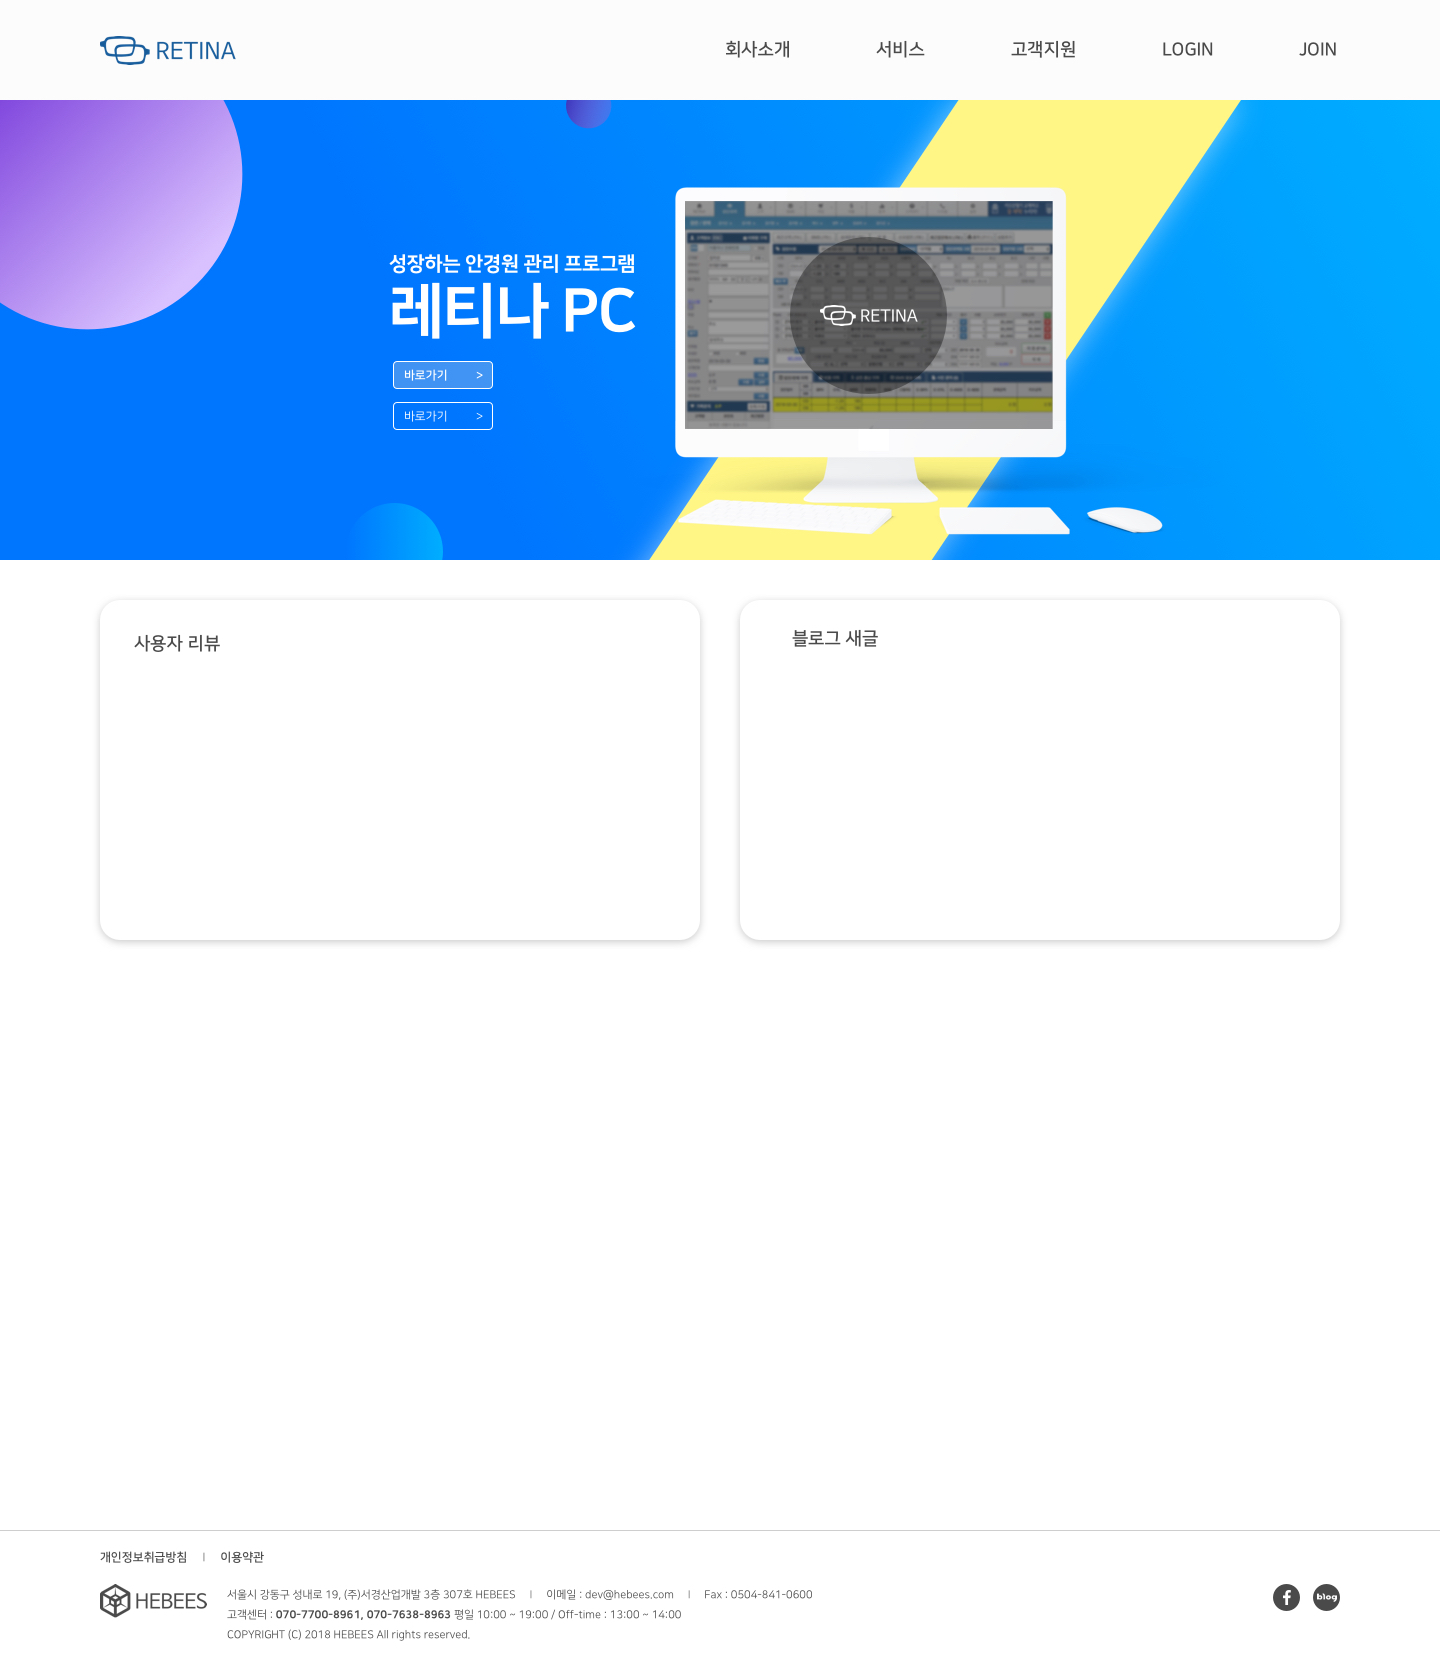 RETINA
회사소개
서비스
고객지원
LOGIN
JOIN
성장하는 안경원 관리 프로그램
레티나 PC
바로가기 >
바로가기 >
RETINA
사용자 리뷰
블로그 새글
개인정보취급방침 | 이용약관
HEBEES
서울시 강동구 성내로 19, (주)서경산업개발 3층 307호 HEBEES | 이메일 : dev@hebees.com | Fax : 0504-841-0600
고객센터 : 070-7700-8961, 070-7638-8963 평일 10:00 ~ 19:00 / Off-time : 13:00 ~ 14:00
COPYRIGHT (C) 2018 HEBEES All rights reserved.
f
blog